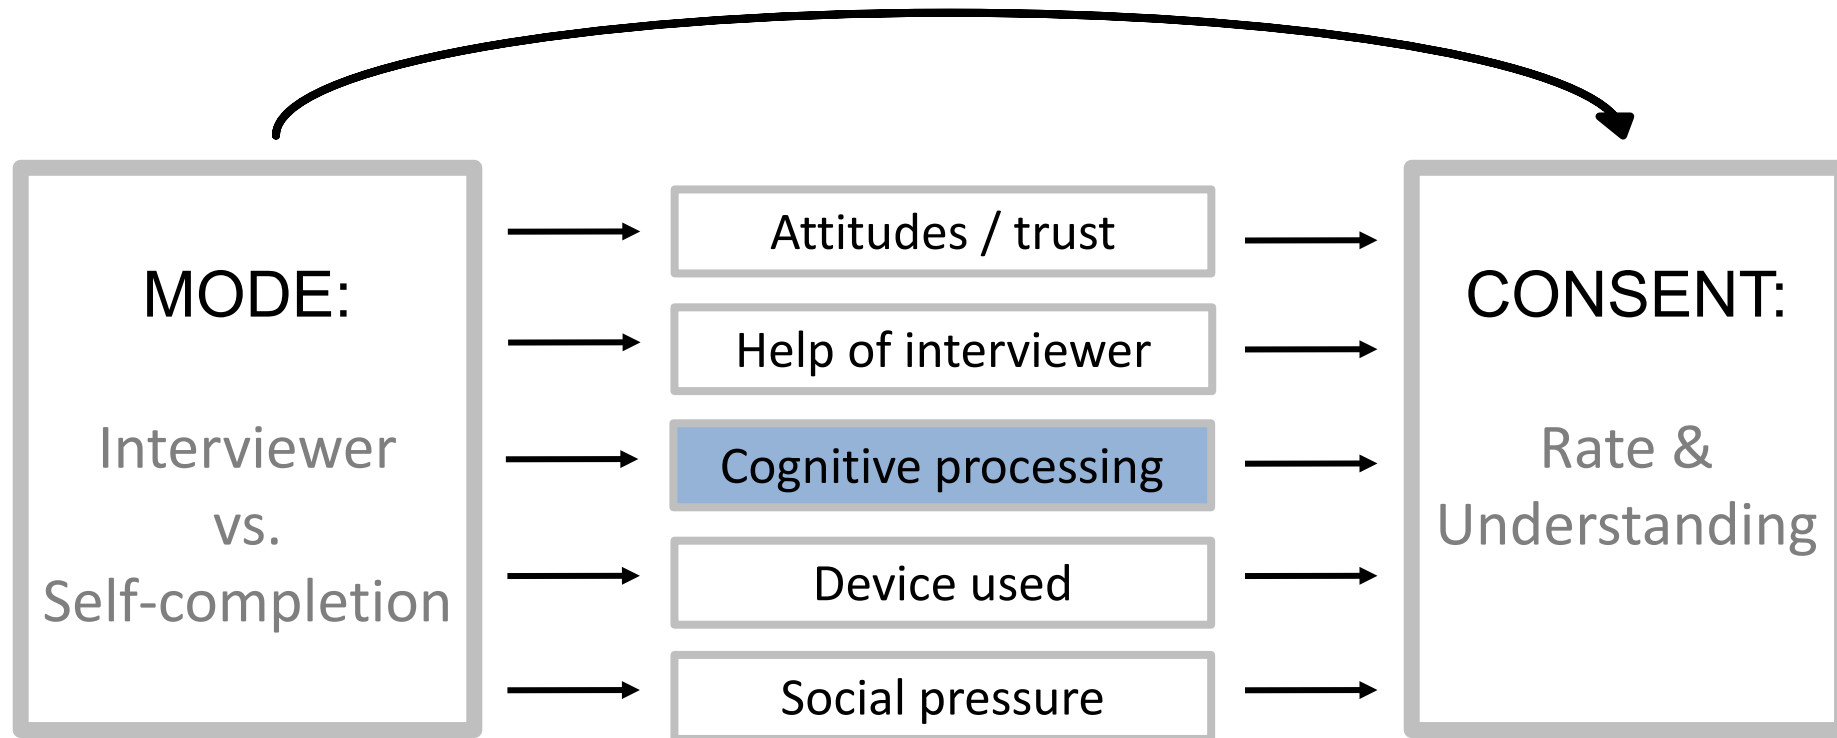 MODE:
Interviewer
vs.
Self-completion
Attitudes / trust
Help of interviewer
Cognitive processing
Device used
Social pressure
CONSENT:
Rate &
Understanding